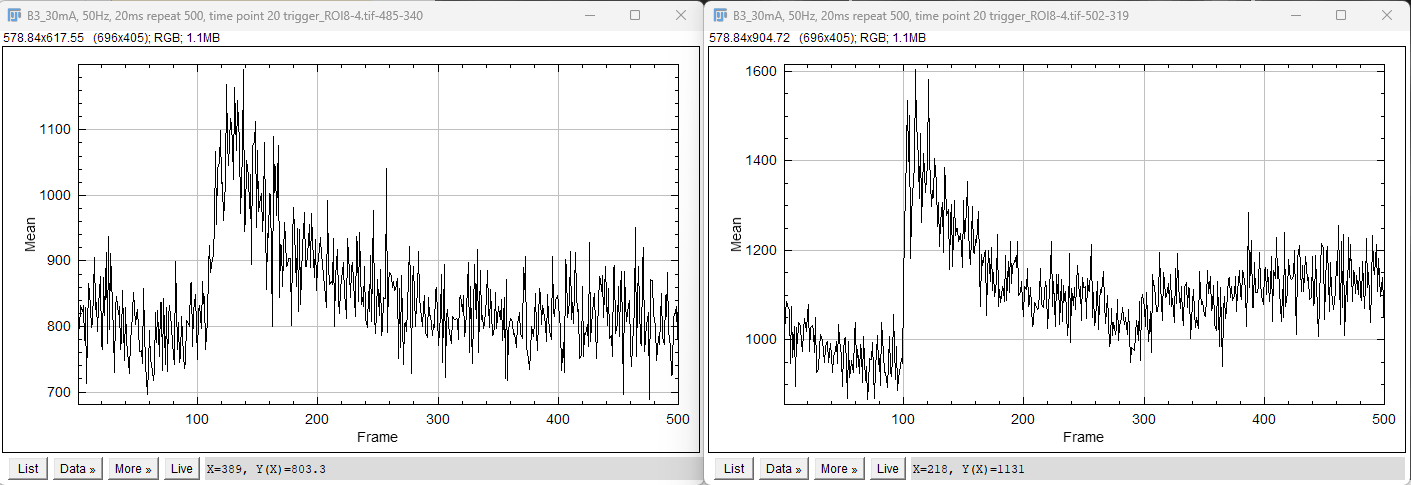 B3_30mA, 50Hz, 20ms repeat 500, time point 20 trigger_ROI8-4.tif-485-340
578.84x617.55 (696x405); RGB; 1.1MB
1100
1000
900
800
700
Mean
100
200
300
400
500
Frame
List
Data »
More »
Live
X=389, Y(X)=803.3
B3_30mA, 50Hz, 20ms repeat 500, time point 20 trigger_ROI8-4.tif-502-319
578.84x904.72 (696x405); RGB; 1.1MB
1600
1400
1200
1000
Mean
100
200
300
400
500
Frame
List
Data »
More »
Live
X=218, Y(X)=1131